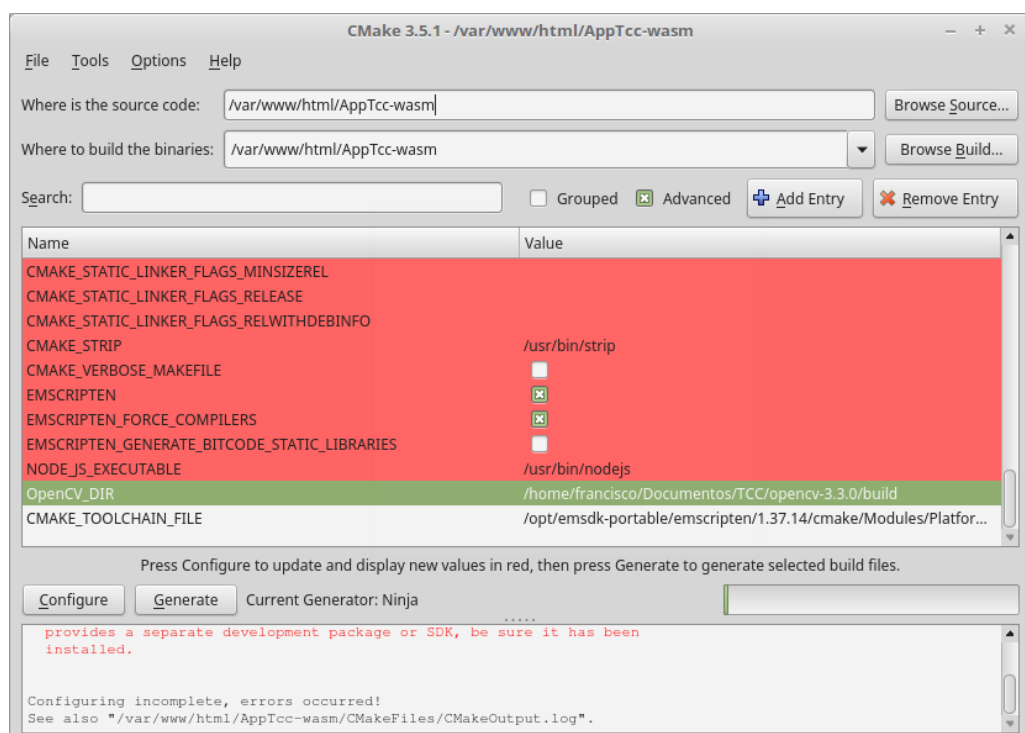 CMake 3.5.1 - /var/www/html/AppTcc-wasm
File Tools Options Help
Where is the source code: /var/www/html/AppTcc-wasm Browse Source...
Where to build the binaries: /var/www/html/AppTcc-wasm Browse Build...
Search: Grouped Advanced Add Entry Remove Entry
Name Value
CMAKE_STATIC_LINKER_FLAGS_MINSIZEREL
CMAKE_STATIC_LINKER_FLAGS_RELEASE
CMAKE_STATIC_LINKER_FLAGS_RELWITHDEBINFO
CMAKE_STRIP /usr/bin/strip
CMAKE_VERBOSE_MAKEFILE
EMSCRIPTEN
EMSCRIPTEN_FORCE_COMPILERS
EMSCRIPTEN_GENERATE_BITCODE_STATIC_LIBRARIES
NODE_JS_EXECUTABLE /usr/bin/nodejs
OpenCV_DIR /home/francisco/Documentos/TCC/opencv-3.3.0/build
CMAKE_TOOLCHAIN_FILE /opt/emsdk-portable/emscripten/1.37.14/cmake/Modules/Platfor...
Press Configure to update and display new values in red, then press Generate to generate selected build files.
Configure Generate Current Generator: Ninja
provides a separate development package or SDK, be sure it has been
installed.
Configuring incomplete, errors occurred!
See also "/var/www/html/AppTcc-wasm/CMakeFiles/CMakeOutput.log".